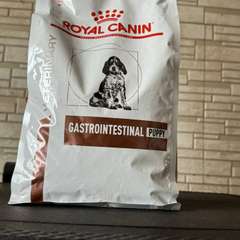 ROYAL CANIN
VETERINARY
GASTROINTESTINAL PUPPY